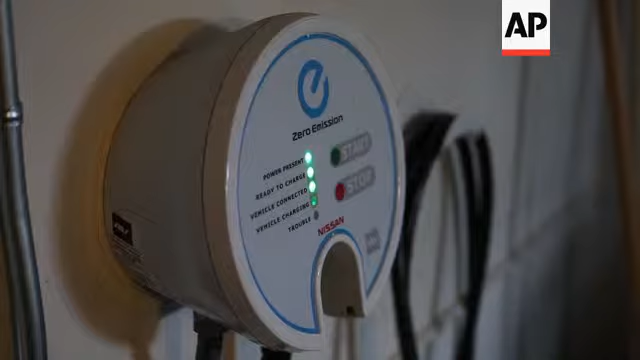 AP
Zero Emission
POWER PRESENT
READY TO CHARGE
VEHICLE CONNECTED
VEHICLE CHARGING
TROUBLE
START
STOP
NISSAN